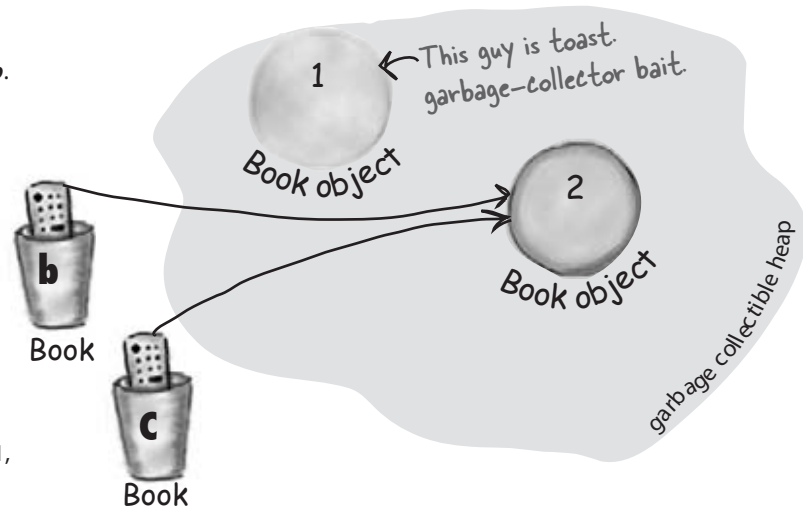 .
1
This guy is toast.
garbage-collector bait.
Book object
2
Book object
b
Book
garbage collectible heap
c
,
Book